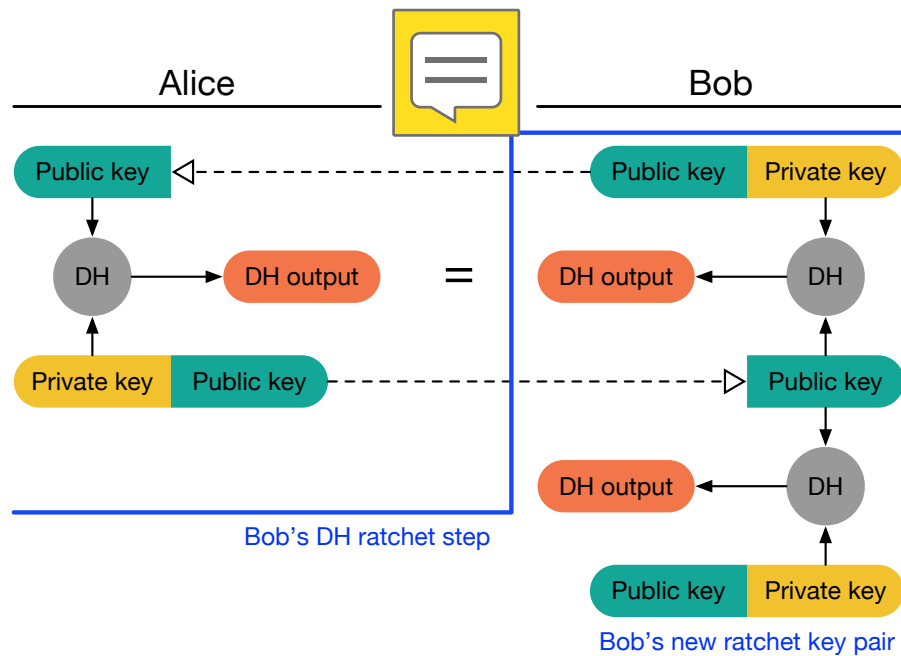 Alice
Bob
Public key
Public key Private key
DH
DH output
=
DH output
DH
Private key Public key
Public key
DH output
DH
Bob's DH ratchet step
Public key Private key
Bob's new ratchet key pair